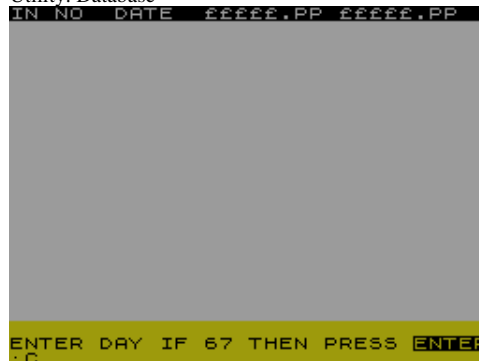 Utility: Database
IN NO DATE £££££.PP £££££.PP
ENTER DAY IF 67 THEN PRESS ENTER
:C